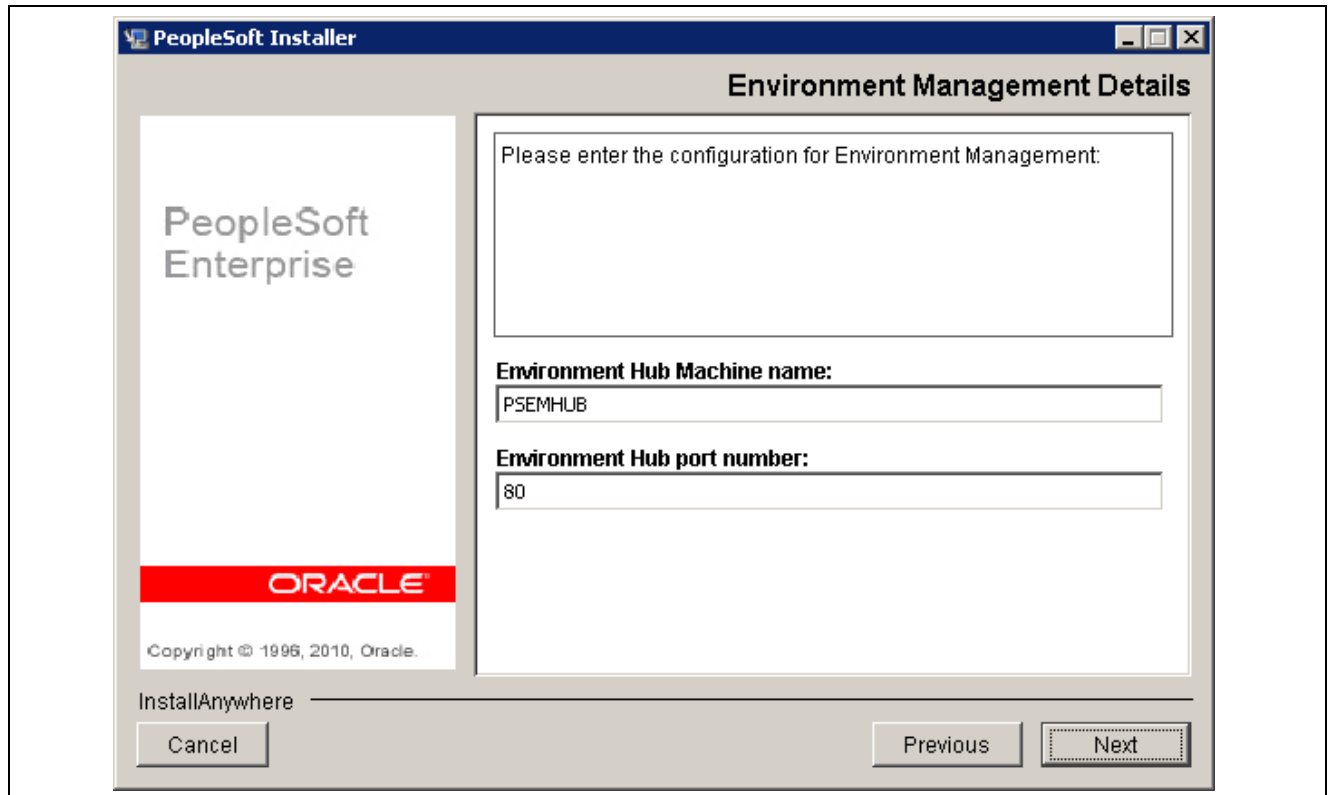 PeopleSoft Installer
Environment Management Details
PeopleSoft
Enterprise
Please enter the configuration for Environment Management:
Environment Hub Machine name:
PSEMHUB
Environment Hub port number:
80
ORACLE
Copyright © 1996, 2010, Oracle.
InstallAnywhere
Cancel
Previous
Next